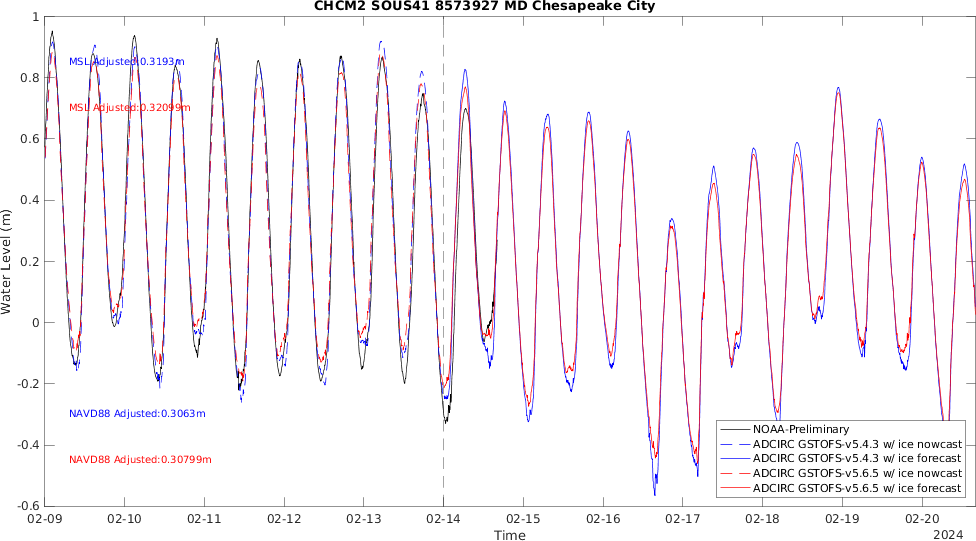 CHCM2 SOUS41 8573927 MD Chesapeake City
1
0.8
0.6
0.4
0.2
0
-0.2
-0.4
-0.6
Water Level (m)
MSL Adjusted:0.3193m
MSL Adjusted:0.32099m
NAVD88 Adjusted:0.3063m
NAVD88 Adjusted:0.30799m
NOAA-Preliminary
ADCIRC GSTOFS-v5.4.3 w/ ice nowcast
ADCIRC GSTOFS-v5.4.3 w/ ice forecast
ADCIRC GSTOFS-v5.6.5 w/ ice nowcast
ADCIRC GSTOFS-v5.6.5 w/ ice forecast
02-09 02-10 02-11 02-12 02-13 02-14 02-15 02-16 02-17 02-18 02-19 02-20
Time
2024